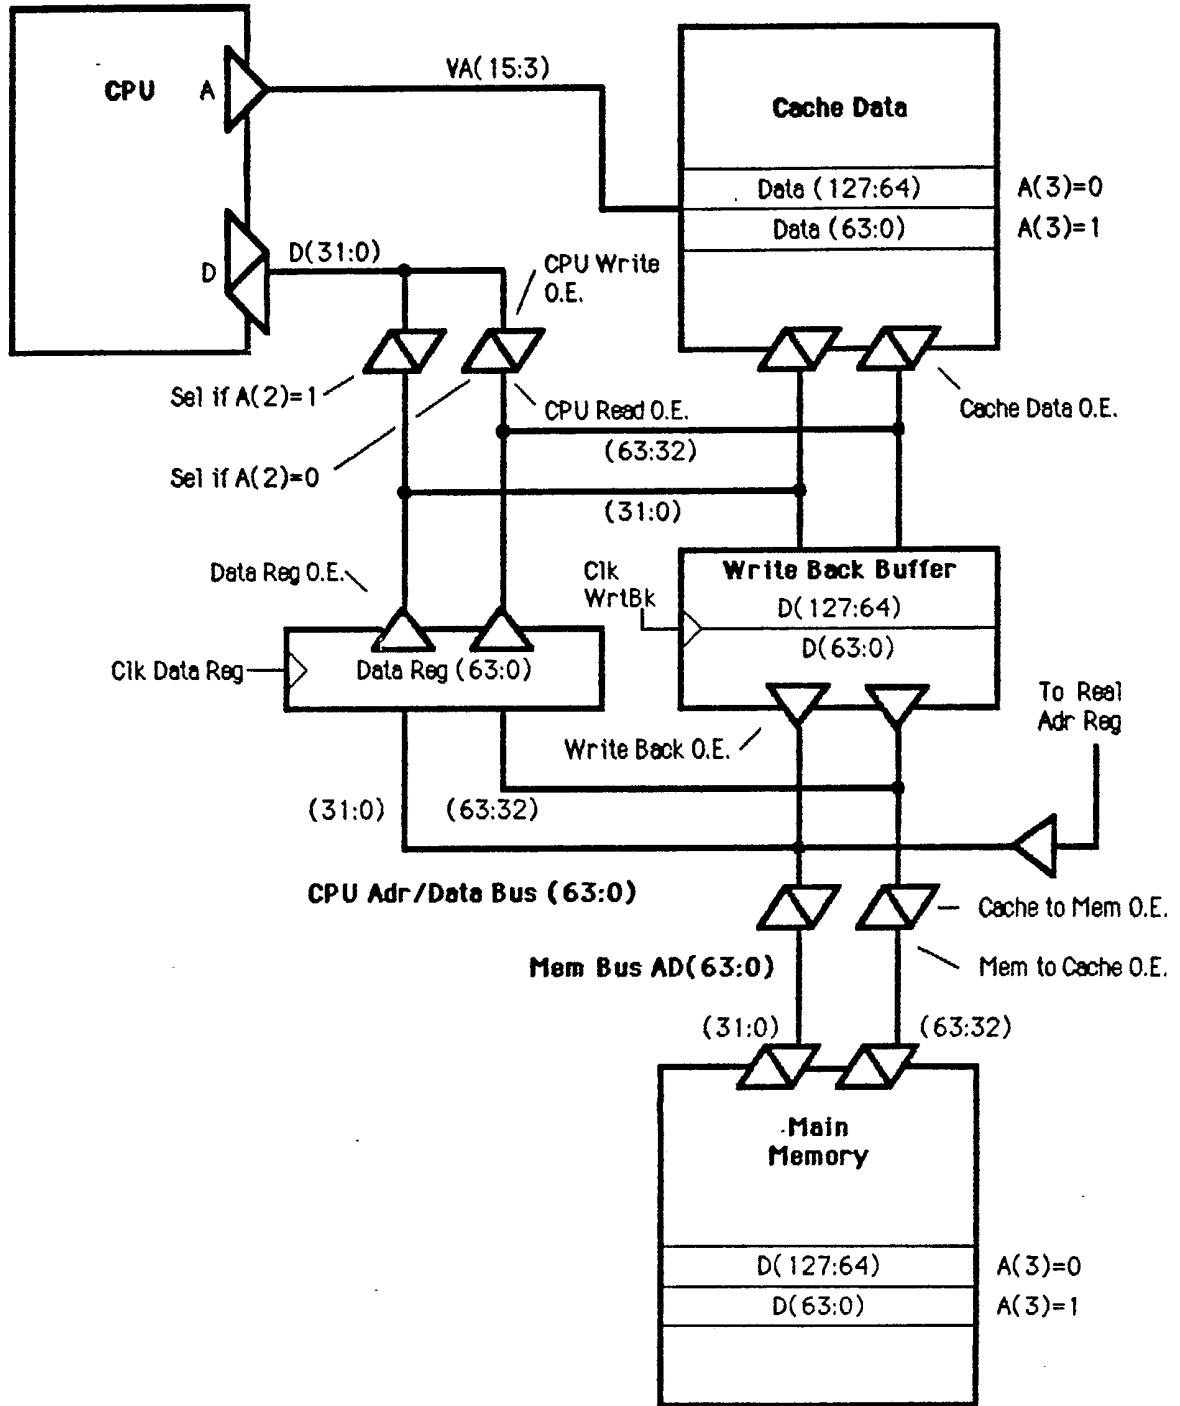 VA(15:3)
CPU
A
Cache Data
Data (127:64)
A(3)=0
Data (63:0)
A(3)=1
D(31:0)
D
CPU Write
O.E.
Sel if A(2)=1
CPU Read O.E.
Cache Data O.E.
(63:32)
Sel if A(2)=0
(31:0)
Data Reg O.E.
Clk
WrtBk
Write Back Buffer
D(127:64)
D(63:0)
Clk Data Reg
Data Reg (63:0)
To Real
Adr Reg
Write Back O.E.
(31:0)
(63:32)
CPU Adr/Data Bus (63:0)
Cache to Mem O.E.
Mem Bus AD(63:0)
Mem to Cache O.E.
(31:0)
(63:32)
Main
Memory
D(127:64)
A(3)=0
D(63:0)
A(3)=1